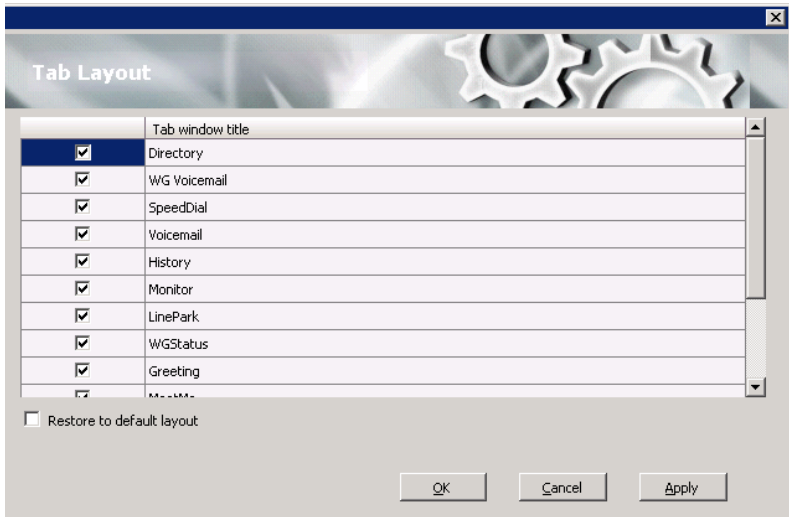 Tab Layout
Tab window title
Directory
WG Voicemail
SpeedDial
Voicemail
History
Monitor
LinePark
WGStatus
Greeting
MeetMe
Restore to default layout
OK Cancel Apply